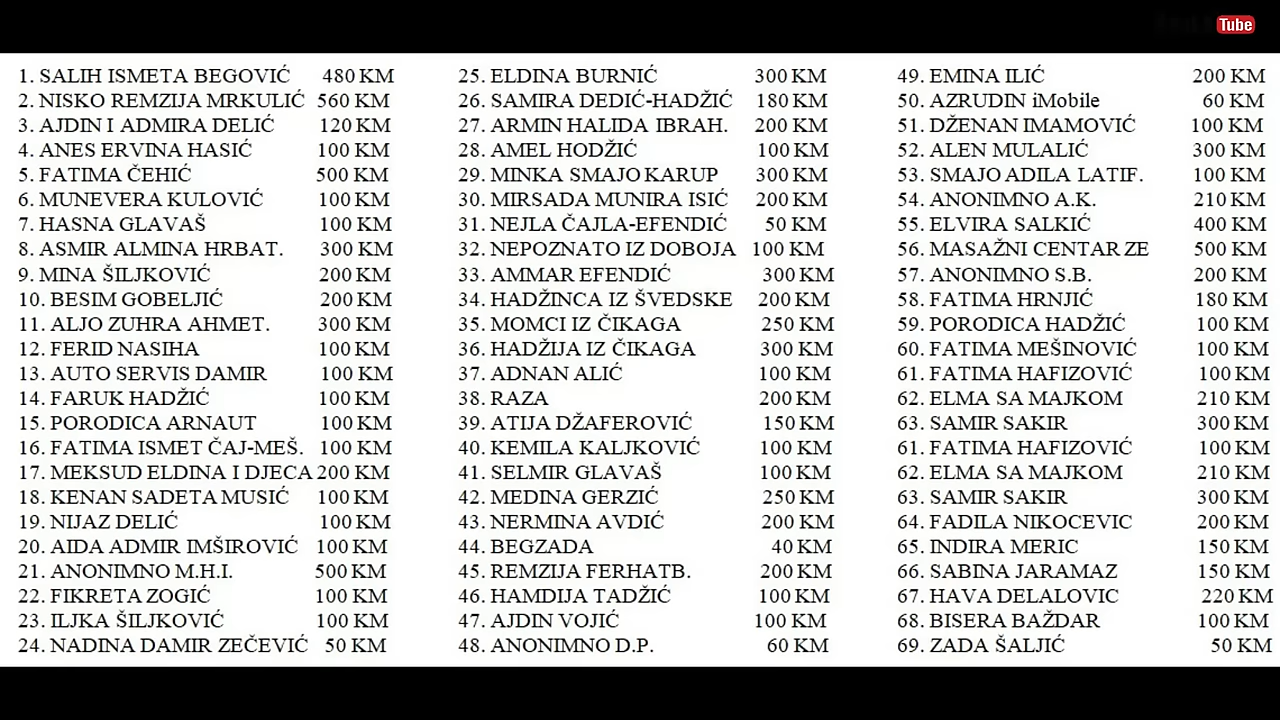 Tube
1. SALIH ISMETA BEGOVIĆ 480 KM
2. NISKO REMZIJA MRKULIĆ 560 KM
3. AJDIN I ADMIRA DELIĆ 120 KM
4. ANES ERVINA HASIĆ 100 KM
5. FATIMA ČEHIĆ 500 KM
6. MUNEVERA KULOVIĆ 100 KM
7. HASNA GLAVAŠ 100 KM
8. ASMIR ALMINA HRBAT. 300 KM
9. MINA ŠILJKOVIĆ 200 KM
10. BESIM GOBELJIĆ 200 KM
11. ALJO ZUHRA AHMET. 300 KM
12. FERID NASIHA 100 KM
13. AUTO SERVIS DAMIR 100 KM
14. FARUK HADŽIĆ 100 KM
15. PORODICA ARNAUT 100 KM
16. FATIMA ISMET ČAJ-MEŠ. 100 KM
17. MEKSUD ELDINA I DJECA 200 KM
18. KENAN SADETA MUSIĆ 100 KM
19. NIJAZ DELIĆ 100 KM
20. AIDA ADMIR IMŠIROVIĆ 100 KM
21. ANONIMNO M.H.I. 500 KM
22. FIKRETA ZOGIĆ 100 KM
23. ILJKA ŠILJKOVIĆ 100 KM
24. NADINA DAMIR ZEČEVIĆ 50 KM
25. ELDINA BURNIĆ 300 KM
26. SAMIRA DEDIĆ-HADŽIĆ 180 KM
27. ARMIN HALIDA IBRAH. 200 KM
28. AMEL HODŽIĆ 100 KM
29. MINKA SMAJO KARUP 300 KM
30. MIRSADA MUNIRA ISIĆ 200 KM
31. NEJLA ČAJLA-EFENDIĆ 50 KM
32. NEPOZNATO IZ DOBOJA 100 KM
33. AMMAR EFENDIĆ 300 KM
34. HADŽINCA IZ ŠVEDSKE 200 KM
35. MOMCI IZ ČIKAGA 250 KM
36. HADŽIJA IZ ČIKAGA 300 KM
37. ADNAN ALIĆ 100 KM
38. RAZA 200 KM
39. ATIJA DŽAFEROVIĆ 150 KM
40. KEMILA KALJKOVIĆ 100 KM
41. SELMIR GLAVAŠ 100 KM
42. MEDINA GERZIĆ 250 KM
43. NERMINA AVDIĆ 200 KM
44. BEGZADA 40 KM
45. REMZIJA FERHATB. 200 KM
46. HAMDIJA TADŽIĆ 100 KM
47. AJDIN VOJIĆ 100 KM
48. ANONIMNO D.P. 60 KM
49. EMINA ILIĆ 200 KM
50. AZRUDIN iMobile 60 KM
51. DŽENAN IMAMOVIĆ 100 KM
52. ALEN MULALIĆ 300 KM
53. SMAJO ADILA LATIF. 100 KM
54. ANONIMNO A.K. 210 KM
55. ELVIRA SALKIĆ 400 KM
56. MASAŽNI CENTAR ZE 500 KM
57. ANONIMNO S.B. 200 KM
58. FATIMA HRNJIĆ 180 KM
59. PORODICA HADŽIĆ 100 KM
60. FATIMA MEŠINOVIĆ 100 KM
61. FATIMA HAFIZOVIĆ 100 KM
62. ELMA SA MAJKOM 210 KM
63. SAMIR SAKIR 300 KM
61. FATIMA HAFIZOVIĆ 100 KM
62. ELMA SA MAJKOM 210 KM
63. SAMIR SAKIR 300 KM
64. FADILA NIKOCEVIC 200 KM
65. INDIRA MERIC 150 KM
66. SABINA JARAMAZ 150 KM
67. HAVA DELALOVIC 220 KM
68. BISERA BAŽDAR 100 KM
69. ZADA ŠALJIĆ 50 KM